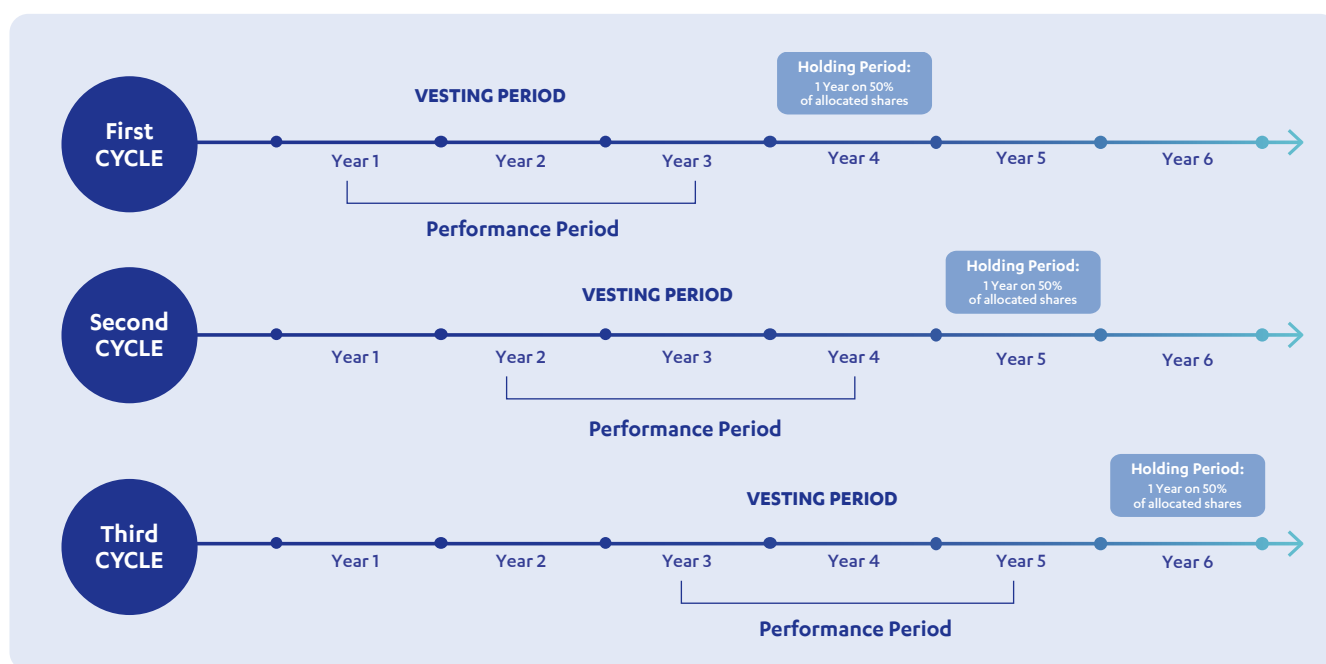 Holding Period:
1 Year on 50%
of allocated shares
VESTING PERIOD
First
CYCLE
Year 1
Year 2
Year 3
Year 4
Year 5
Year 6
Performance Period
Holding Period:
1 Year on 50%
of allocated shares
VESTING PERIOD
Second
CYCLE
Year 1
Year 2
Year 3
Year 4
Year 5
Year 6
Performance Period
Holding Period:
1 Year on 50%
of allocated shares
VESTING PERIOD
Third
CYCLE
Year 1
Year 2
Year 3
Year 4
Year 5
Year 6
Performance Period